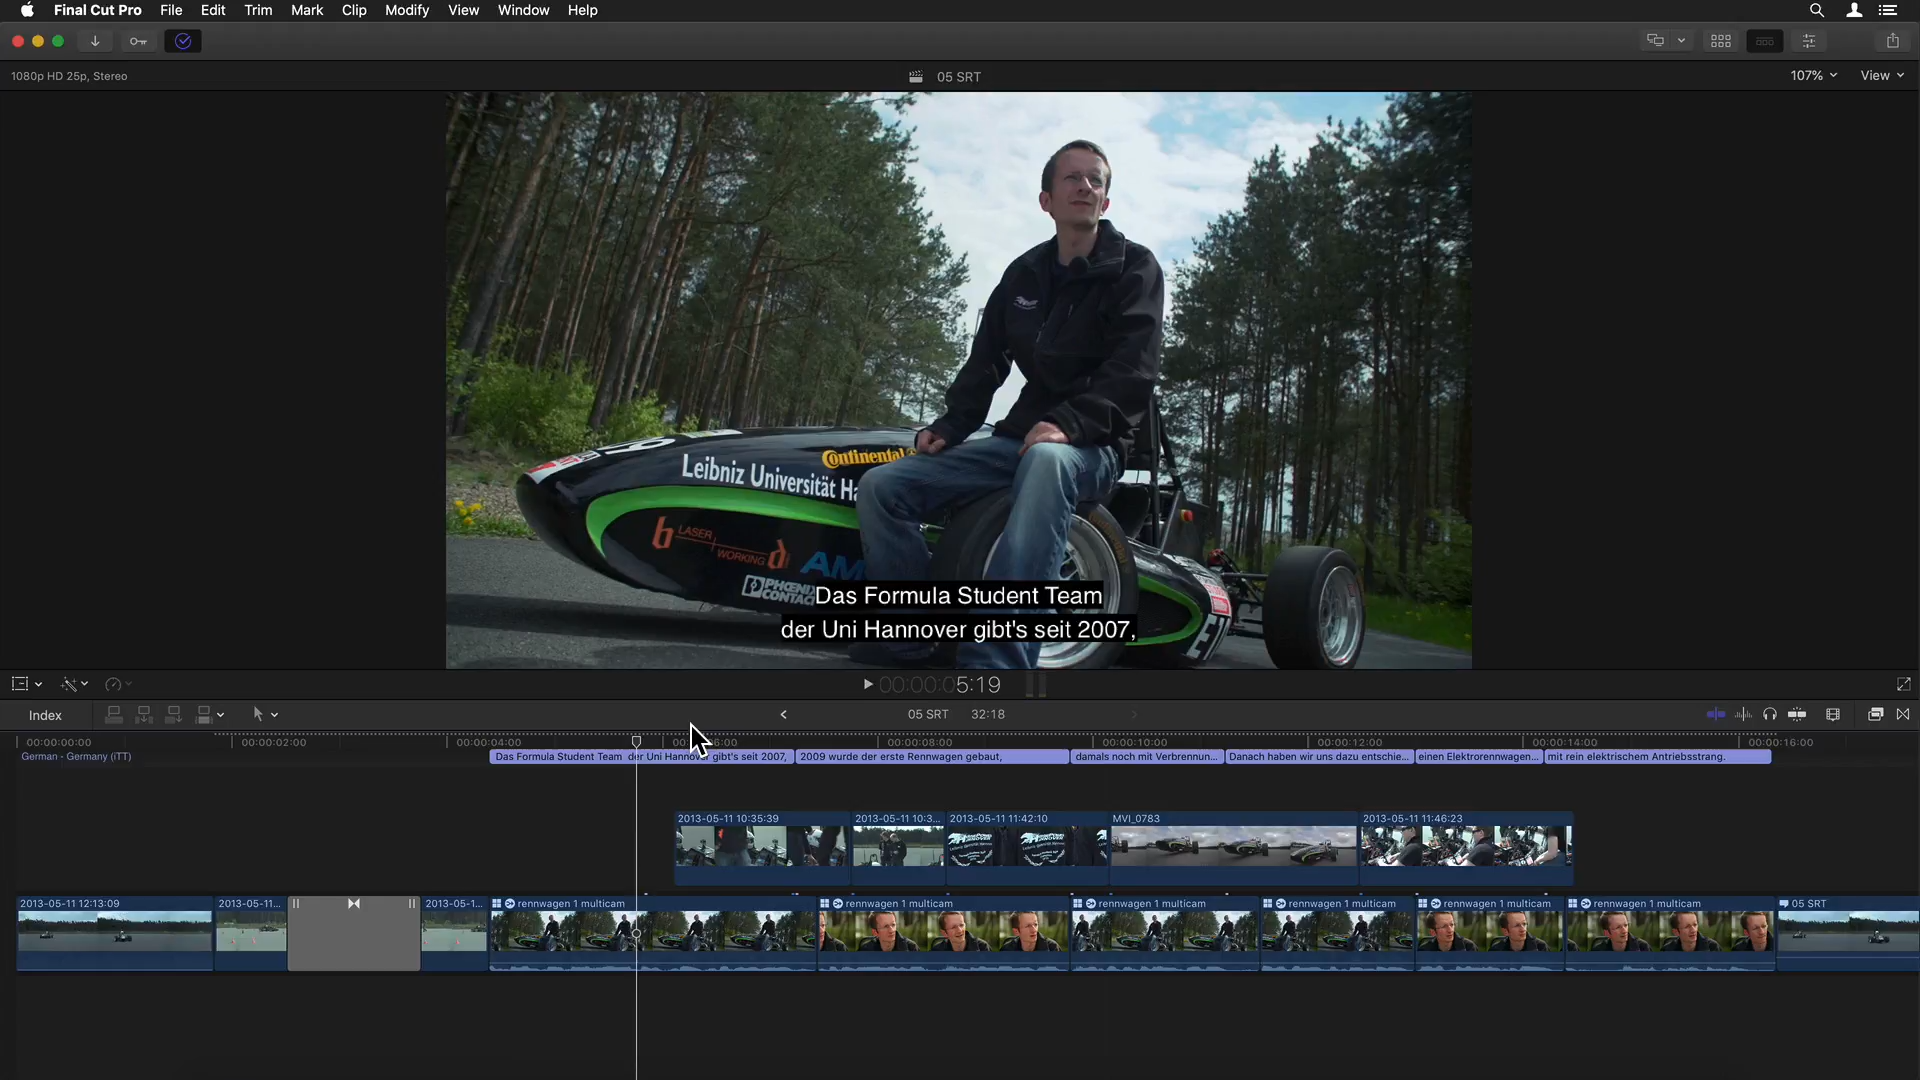 Final Cut Pro File Edit Trim Mark Clip Modify View Window Help
1080p HD 25p, Stereo
05 SRT
107%
View
Continental
Leibniz Universität Ha
LASER
WORKING
PHOENIX
CONTACT
Das Formula Student Team
der Uni Hannover gibt's seit 2007,
00:00:05:19
Index
05 SRT 32:18
00:00:00:00 00:00:02:00 00:00:04:00 00:00:08:00 00:00:10:00 00:00:12:00 00:00:14:00 00:00:16:00
German - Germany (iTT)
Das Formula Student Team der Uni Hannover gibt's seit 2007,
2009 wurde der erste Rennwagen gebaut,
damals noch mit Verbrennun...
Danach haben wir uns dazu entschie...
einen Elektrorennwagen...
mit rein elektrischem Antriebsstrang.
2013-05-11 10:35:39
2013-05-11 10:3...
2013-05-11 11:42:10
MVI_0783
2013-05-11 11:46:23
2013-05-11 12:13:09
2013-05-11...
2013-05-1...
rennwagen 1 multicam
rennwagen 1 multicam
rennwagen 1 multicam
rennwagen 1 multicam
rennwagen 1 multicam
rennwagen 1 multicam
05 SRT